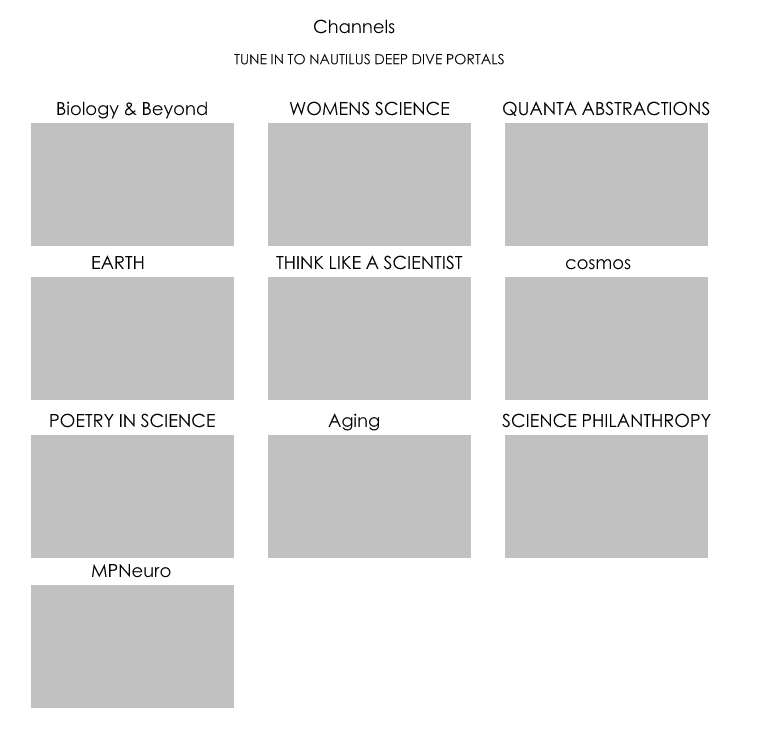 Channels
TUNE IN TO NAUTILUS DEEP DIVE PORTALS
Biology & Beyond
WOMENS SCIENCE
QUANTA ABSTRACTIONS
EARTH
THINK LIKE A SCIENTIST
cosmos
POETRY IN SCIENCE
Aging
SCIENCE PHILANTHROPY
MPNeuro